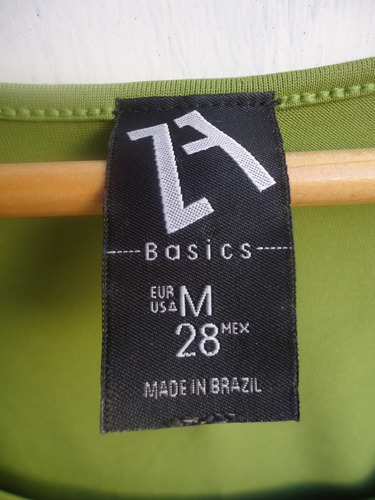 ZA
Basics
EUR
USA M
28 MEX
MADE IN BRAZIL